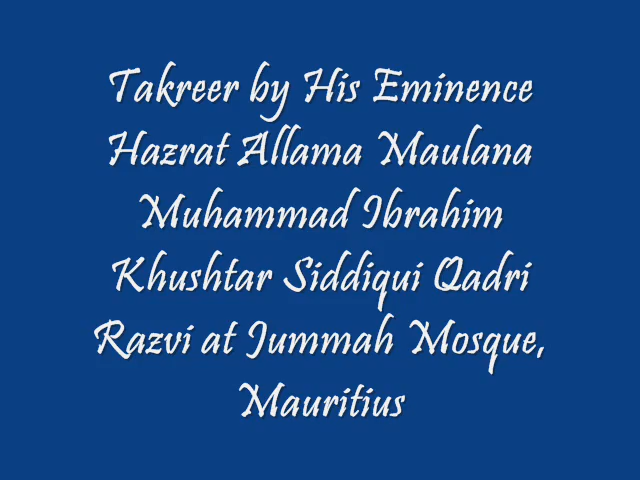 Takreer by His Eminence
Hazrat Allama Maulana
Muhammad Ibrahim
Khushtar Siddiqui Qadri
Razvi at Jummah Mosque,
Mauritius